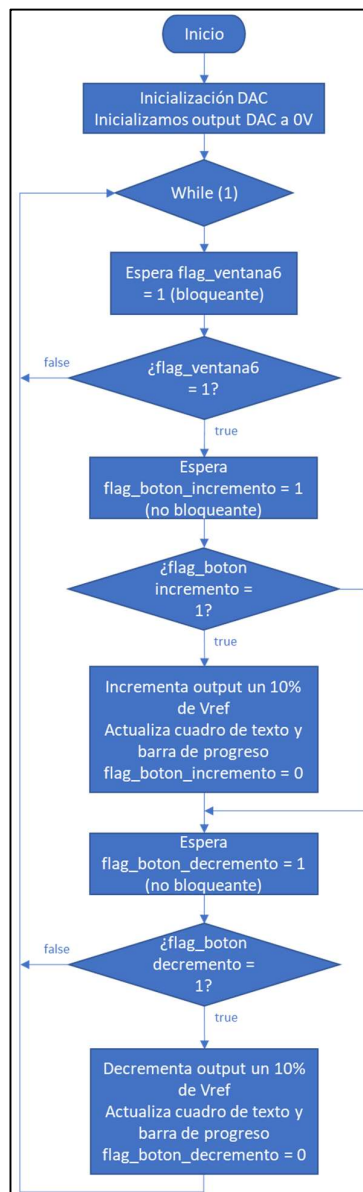 Inicio
Inicialización DAC
Inicializamos output DAC a 0V
While (1)
Espera flag_ventana6
= 1 (bloqueante)
false
¿flag_ventana6
= 1?
true
Espera
flag_boton_incremento = 1
(no bloqueante)
¿flag_boton
incremento =
1?
true
Incrementa output un 10%
de Vref
Actualiza cuadro de texto y
barra de progreso
flag_boton_incremento = 0
Espera
flag_boton_decremento = 1
(no bloqueante)
false
¿flag_boton
decremento =
1?
true
Decrementa output un 10%
de Vref
Actualiza cuadro de texto y
barra de progreso
flag_boton_decremento = 0